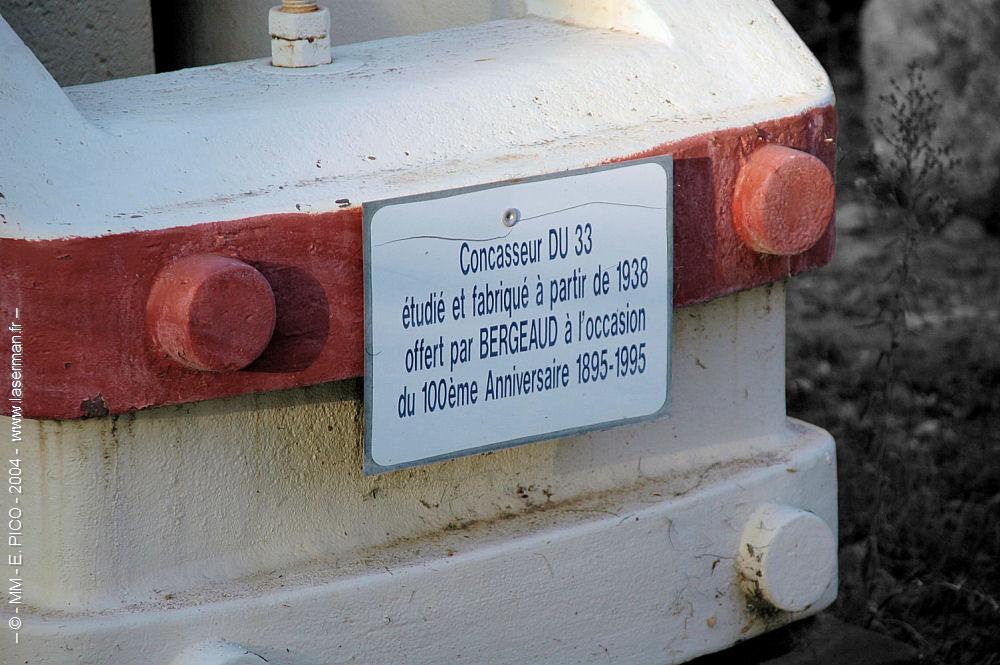 Concasseur DU 33
étudié et fabriqué à partir de 1938
offert par BERGEAUD à l'occasion
du 100ème Anniversaire 1895-1995
–© - MM - E. PICO - 2004 - www.laserman.fr –